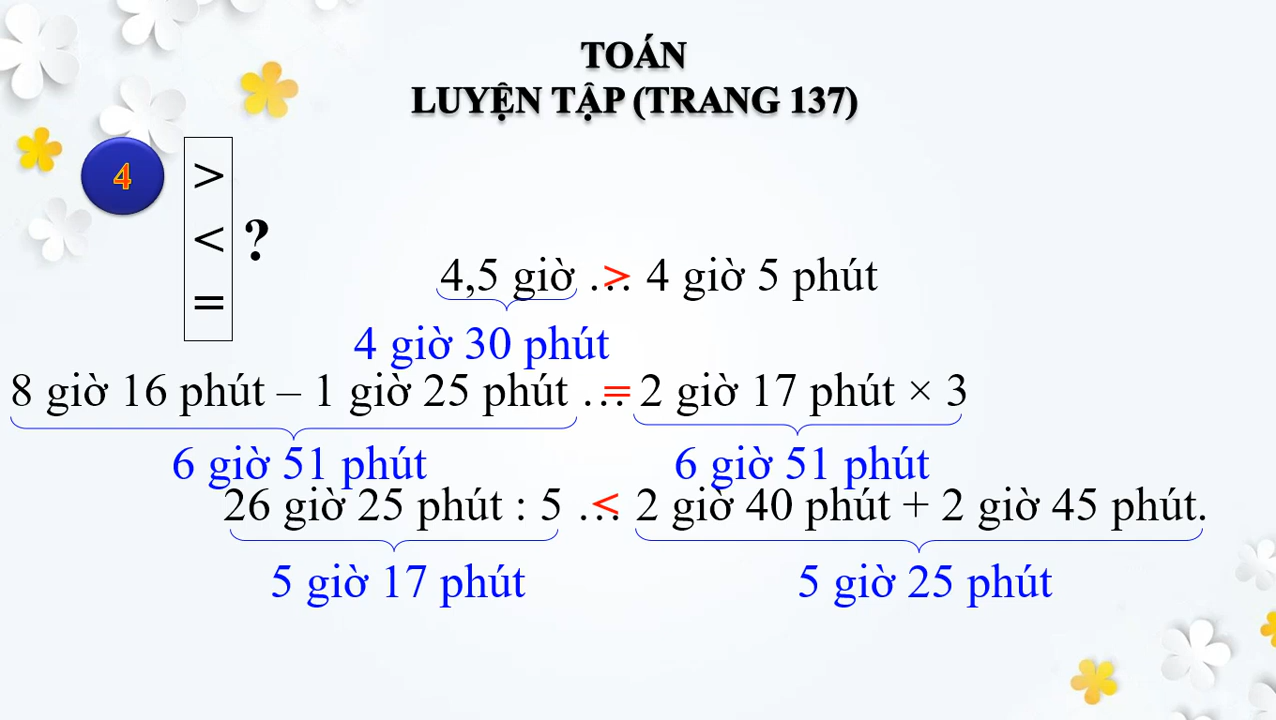 TOÁN
LUYỆN TẬP (TRANG 137)
4
>
<
=
?
4,5 giờ …> 4 giờ 5 phút
4 giờ 30 phút
8 giờ 16 phút – 1 giờ 25 phút …= 2 giờ 17 phút × 3
6 giờ 51 phút 6 giờ 51 phút
26 giờ 25 phút : 5 …< 2 giờ 40 phút + 2 giờ 45 phút.
5 giờ 17 phút 5 giờ 25 phút